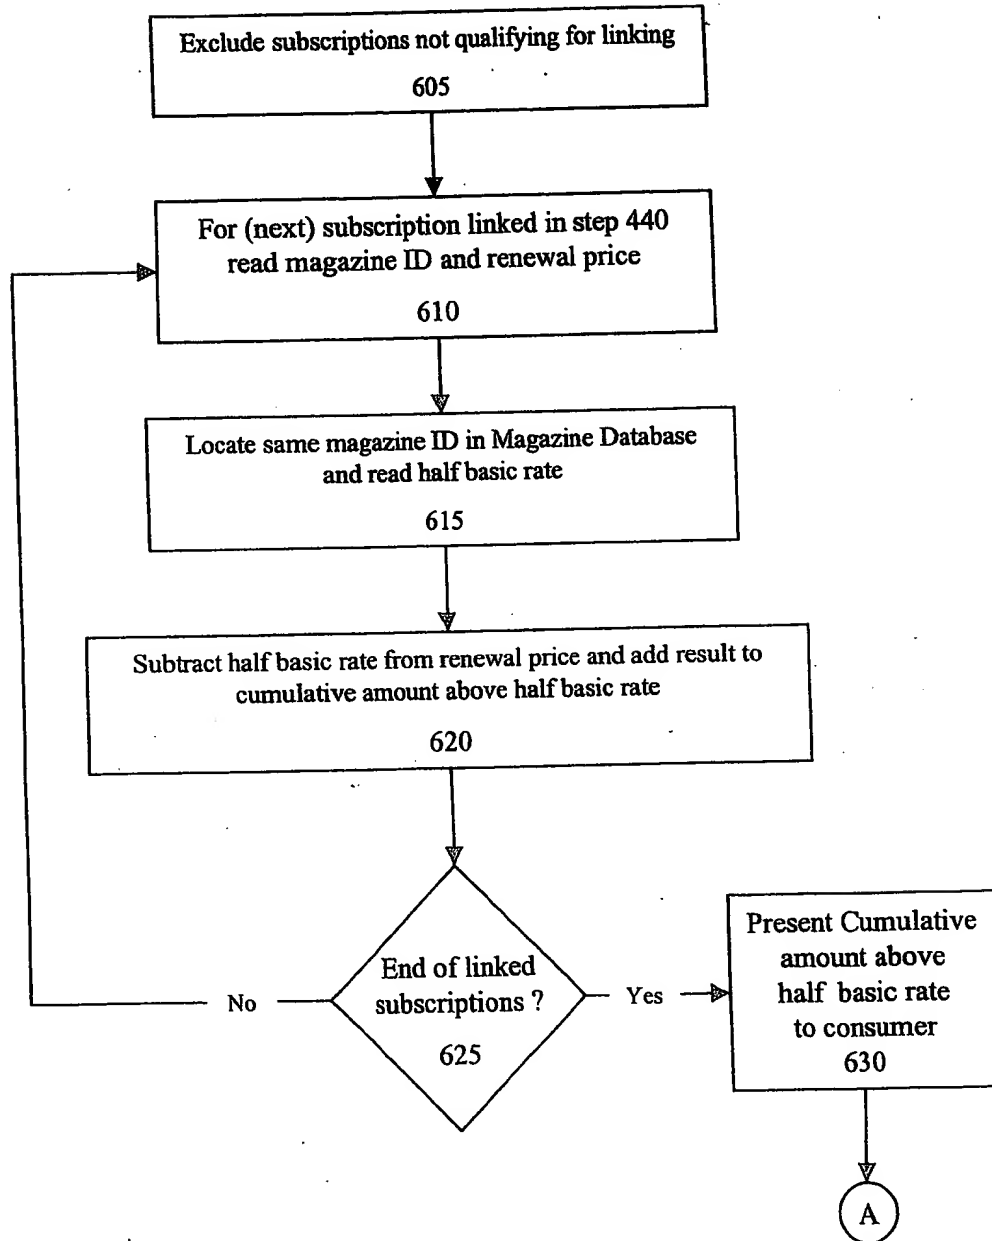 Exclude subscriptions not qualifying for linking
605
For (next) subscription linked in step 440
read magazine ID and renewal price
610
Locate same magazine ID in Magazine Database
and read half basic rate
615
Subtract half basic rate from renewal price and add result to
cumulative amount above half basic rate
620
End of linked
subscriptions ?
625
No
Yes
Present Cumulative
amount above
half basic rate
to consumer
630
A